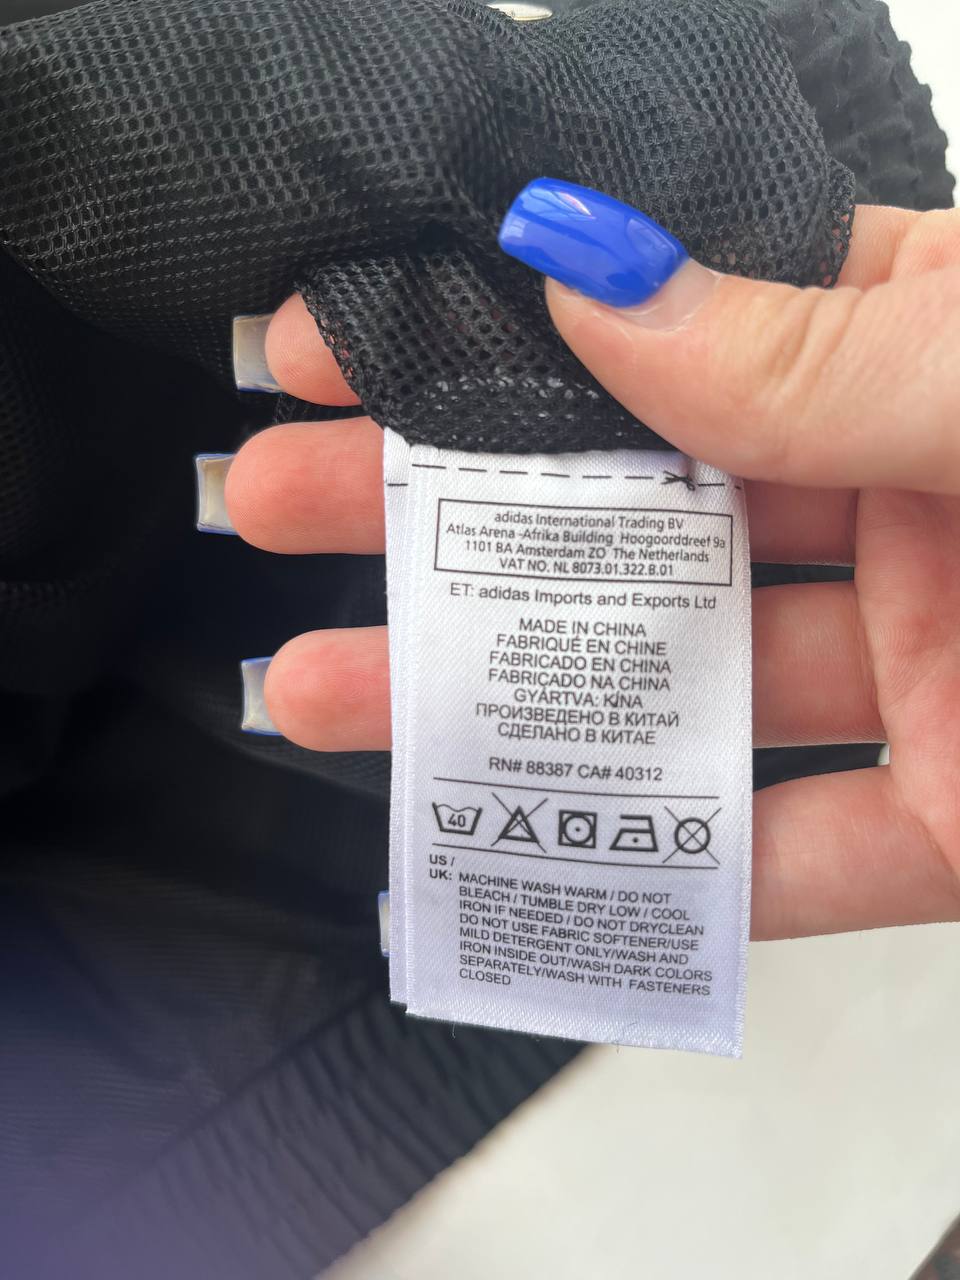 adidas International Trading BV
Atlas Arena -Afrika Building Hoogoorddreef 9a
1101 BA Amsterdam ZO The Netherlands
VAT NO. NL 8073.01.322.B.01
ET: adidas Imports and Exports Ltd
MADE IN CHINA
FABRIQUÉ EN CHINE
FABRICADO EN CHINA
FABRICADO NA CHINA
GYÁRTVA: KÍNA
ПРОИЗВЕДЕНО В КИТАЙ
СДЕЛАНО В КИТАЕ
RN# 88387 CA# 40312
40
US /
UK: MACHINE WASH WARM / DO NOT
BLEACH / TUMBLE DRY LOW / COOL
IRON IF NEEDED / DO NOT DRYCLEAN
DO NOT USE FABRIC SOFTENER/USE
MILD DETERGENT ONLY/WASH AND
IRON INSIDE OUT/WASH DARK COLORS
SEPARATELY/WASH WITH FASTENERS
CLOSED